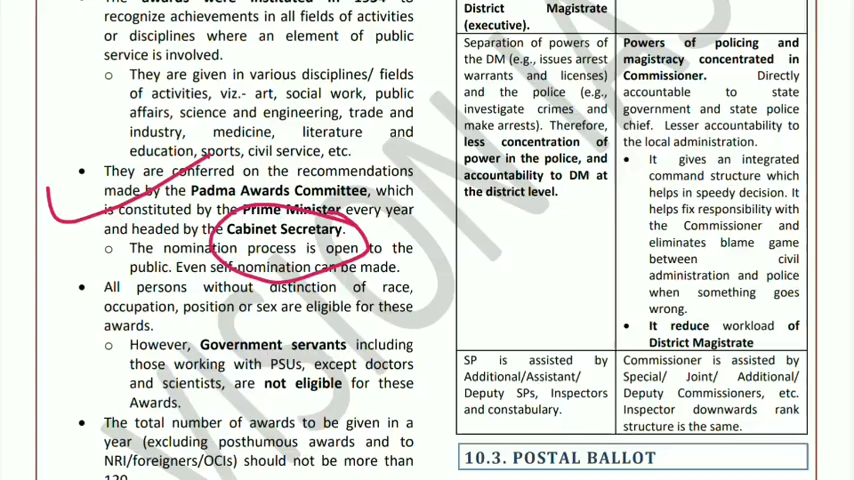 The awards were instituted in 1954 to
recognize achievements in all fields of activities
or disciplines where an element of public
service is involved.
o They are given in various disciplines/ fields
of activities, viz.- art, social work, public
affairs, science and engineering, trade and
industry, medicine, literature and
education, sports, civil service, etc.
• They are conferred on the recommendations
made by the Padma Awards Committee, which
is constituted by the Prime Minister every year
and headed by the Cabinet Secretary.
o The nomination process is open to the
public. Even self-nomination can be made.
• All persons without distinction of race,
occupation, position or sex are eligible for these
awards.
o However, Government servants including
those working with PSUs, except doctors
and scientists, are not eligible for these
Awards.
• The total number of awards to be given in a
year (excluding posthumous awards and to
NRI/foreigners/OCIs) should not be more than
120.
District Magistrate
(executive).
Separation of powers of
the DM (e.g., issues arrest
warrants and licenses)
and the police (e.g.,
investigate crimes and
make arrests). Therefore,
less concentration of
power in the police, and
accountability to DM at
the district level.
Powers of policing and
magistracy concentrated in
Commissioner. Directly
accountable to state
government and state police
chief. Lesser accountability to
the local administration.
• It gives an integrated
command structure which
helps in speedy decision. It
helps fix responsibility with
the Commissioner and
eliminates blame game
between civil
administration and police
when something goes
wrong.
• It reduce workload of
District Magistrate
SP is assisted by
Additional/Assistant/
Deputy SPs, Inspectors
and constabulary.
Commissioner is assisted by
Special/ Joint/ Additional/
Deputy Commissioners, etc.
Inspector downwards rank
structure is the same.
10.3. POSTAL BALLOT
VISION IAS